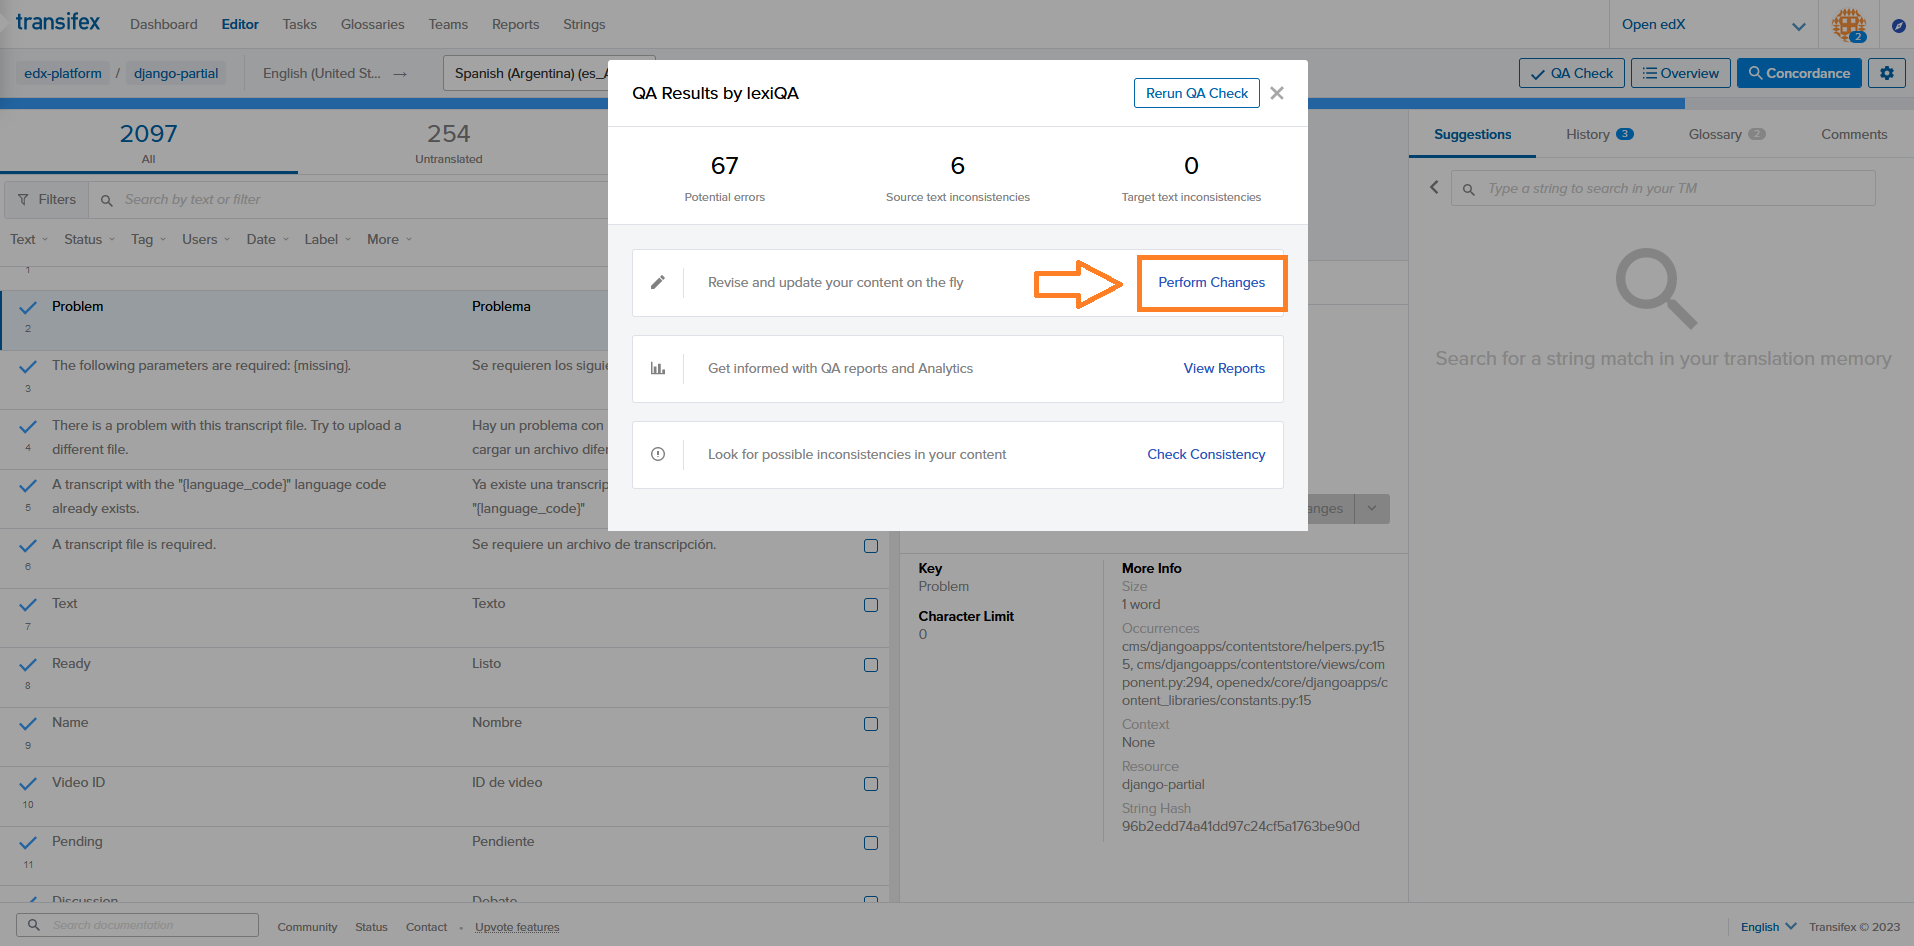 transifex
Dashboard
Editor
Tasks
Glossaries
Teams
Reports
Strings
Open edX
2
edx-platform / django-partial
English (United St... →
Spanish (Argentina) (es_A
QA Check
Overview
Concordance
2097
All
254
Untranslated
Filters
Search by text or filter
Text
Status
Tag
Users
Date
Label
More
1
Problem
Problema
2
The following parameters are required: {missing}.
Se requieren los siguie
3
There is a problem with this transcript file. Try to upload a
different file.
Hay un problema con
cargar un archivo difer
4
A transcript with the "{language_code}" language code
already exists.
Ya existe una transcrip
"{language_code}"
5
A transcript file is required.
Se requiere un archivo de transcripción.
6
Text
Texto
7
Ready
Listo
8
Name
Nombre
9
Video ID
ID de video
10
Pending
Pendiente
11
Discussion
Debate
QA Results by lexiQA
Rerun QA Check
67
Potential errors
6
Source text inconsistencies
0
Target text inconsistencies
Revise and update your content on the fly
Perform Changes
Get informed with QA reports and Analytics
View Reports
Look for possible inconsistencies in your content
Check Consistency
anges
Key
Problem
Character Limit
0
More Info
Size
1 word
Occurrences
cms/djangoapps/contentstore/helpers.py:15
5, cms/djangoapps/contentstore/views/com
ponent.py:294, openedx/core/djangoapps/c
ontent_libraries/constants.py:15
Context
None
Resource
django-partial
String Hash
96b2edd74a41dd97c24cf5a1763be90d
Suggestions
History 3
Glossary 2
Comments
Type a string to search in your TM
Search for a string match in your translation memory
Search documentation
Community
Status
Contact
Upvote features
English
Transifex © 2023